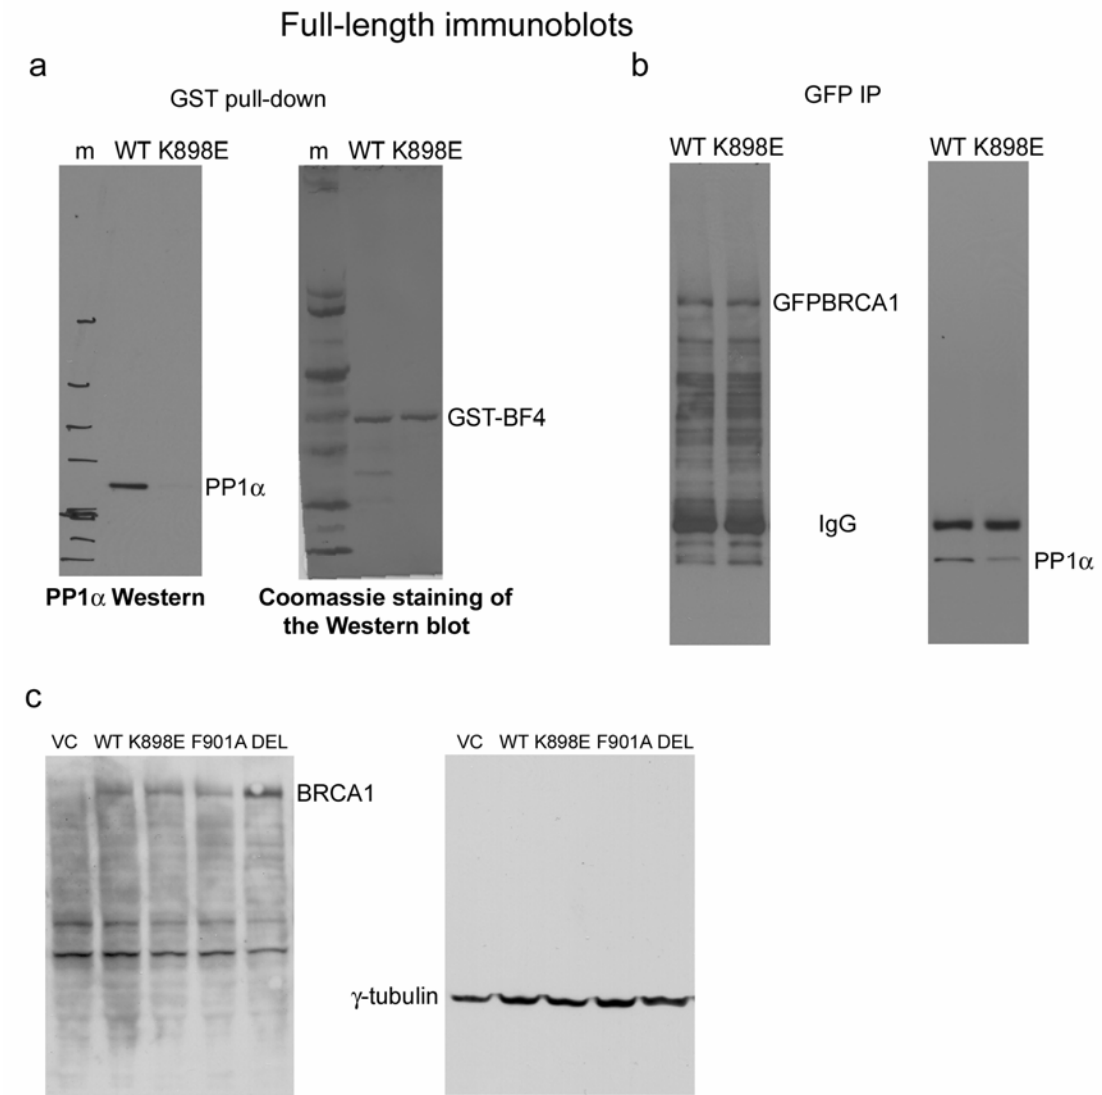 Full-length immunoblots
a
GST pull-down
m WT K898E
m WT K898E
GST-BF4
PP1α
PP1α Western
Coomassie staining of
the Western blot
b
GFP IP
WT K898E
WT K898E
GFPBRCA1
IgG
PP1α
c
VC WT K898E F901A DEL
BRCA1
VC WT K898E F901A DEL
γ-tubulin